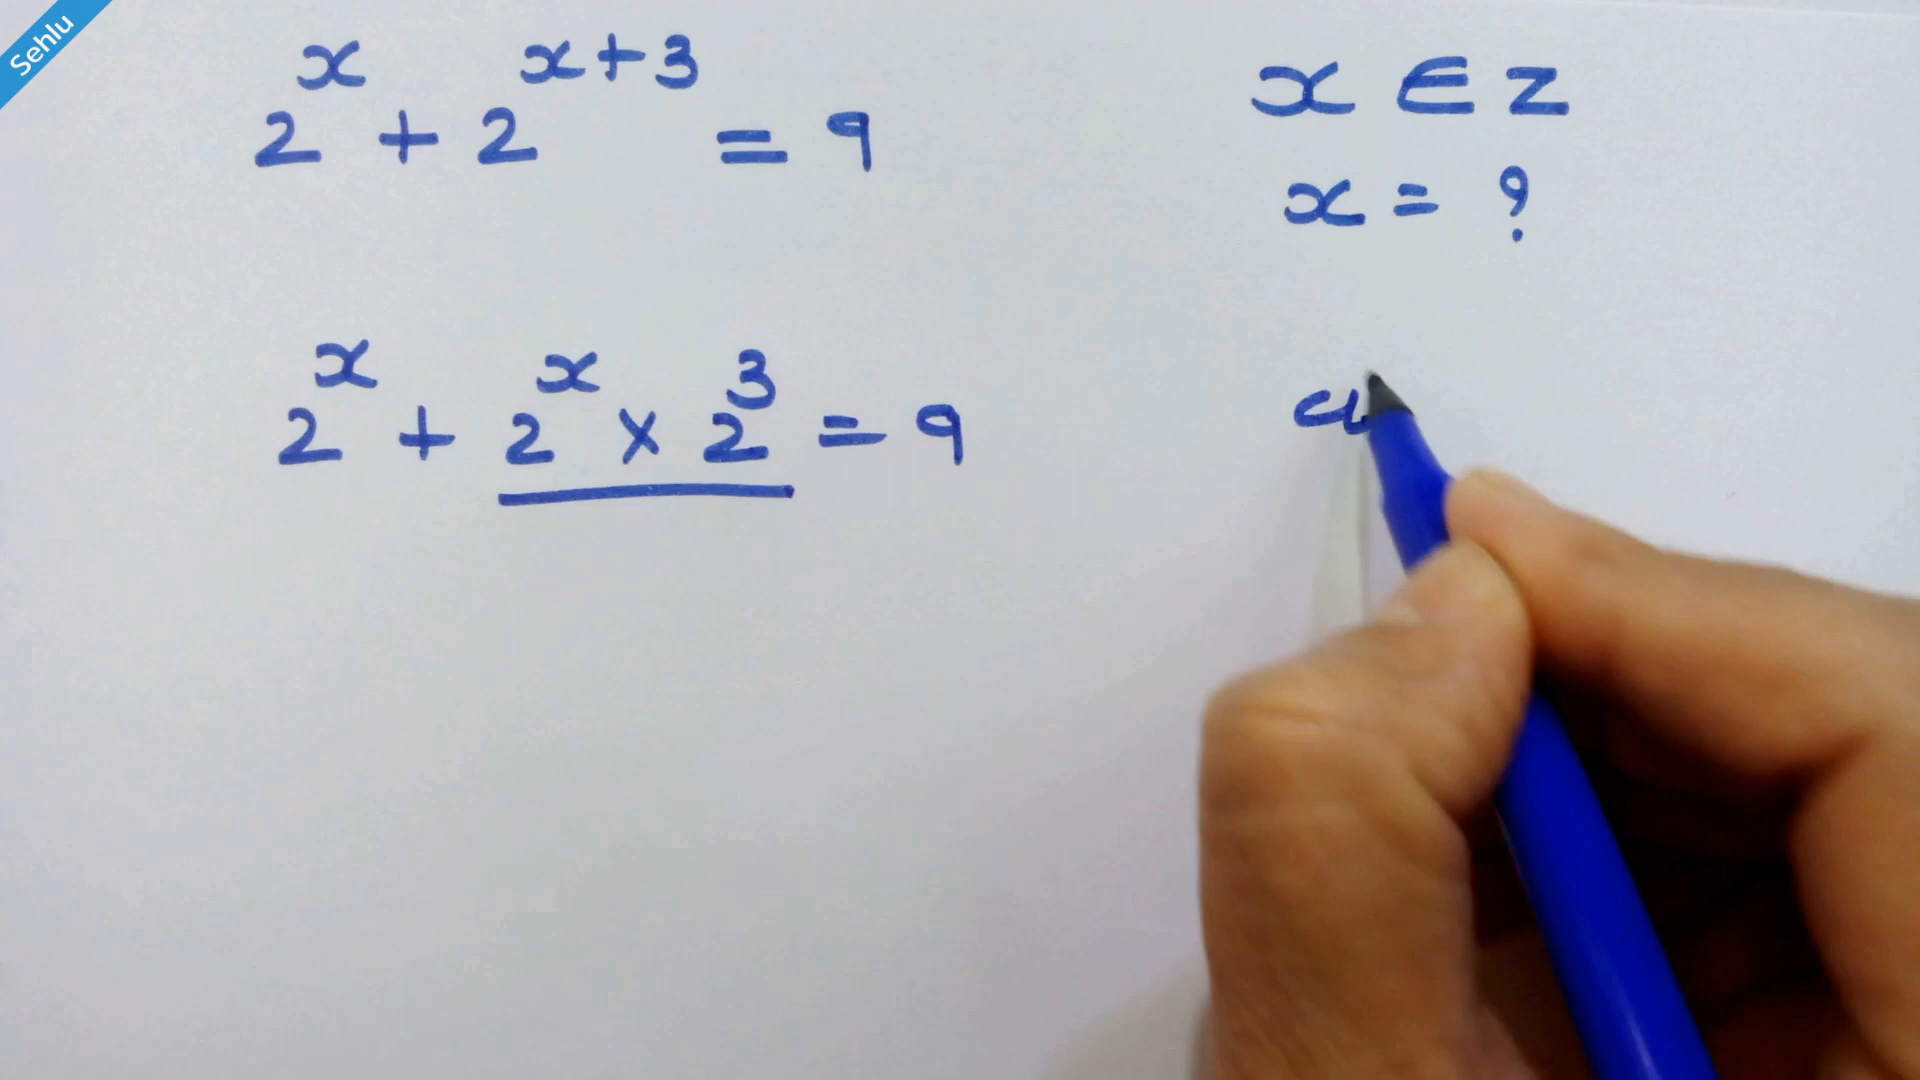 Sehlu
2^x + 2^{x+3} = 9
x ∈ Z
x = ?
2^x + 2^x × 2^3 = 9
a